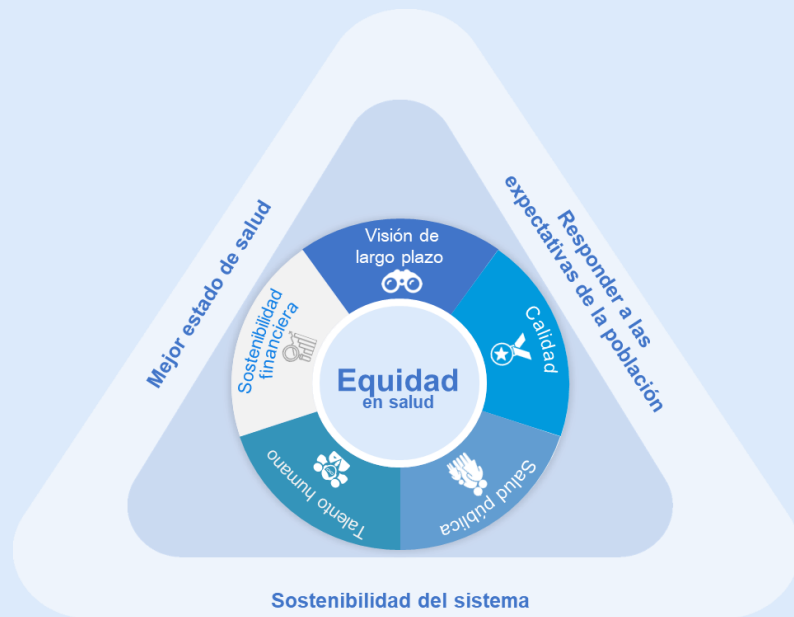 Mejor estado de salud
Responder a las
expectativas de la población
Visión de
largo plazo
Calidad
Salud pública
Talento humano
Sostenibilidad
financiera
Equidad
en salud
Sostenibilidad del sistema